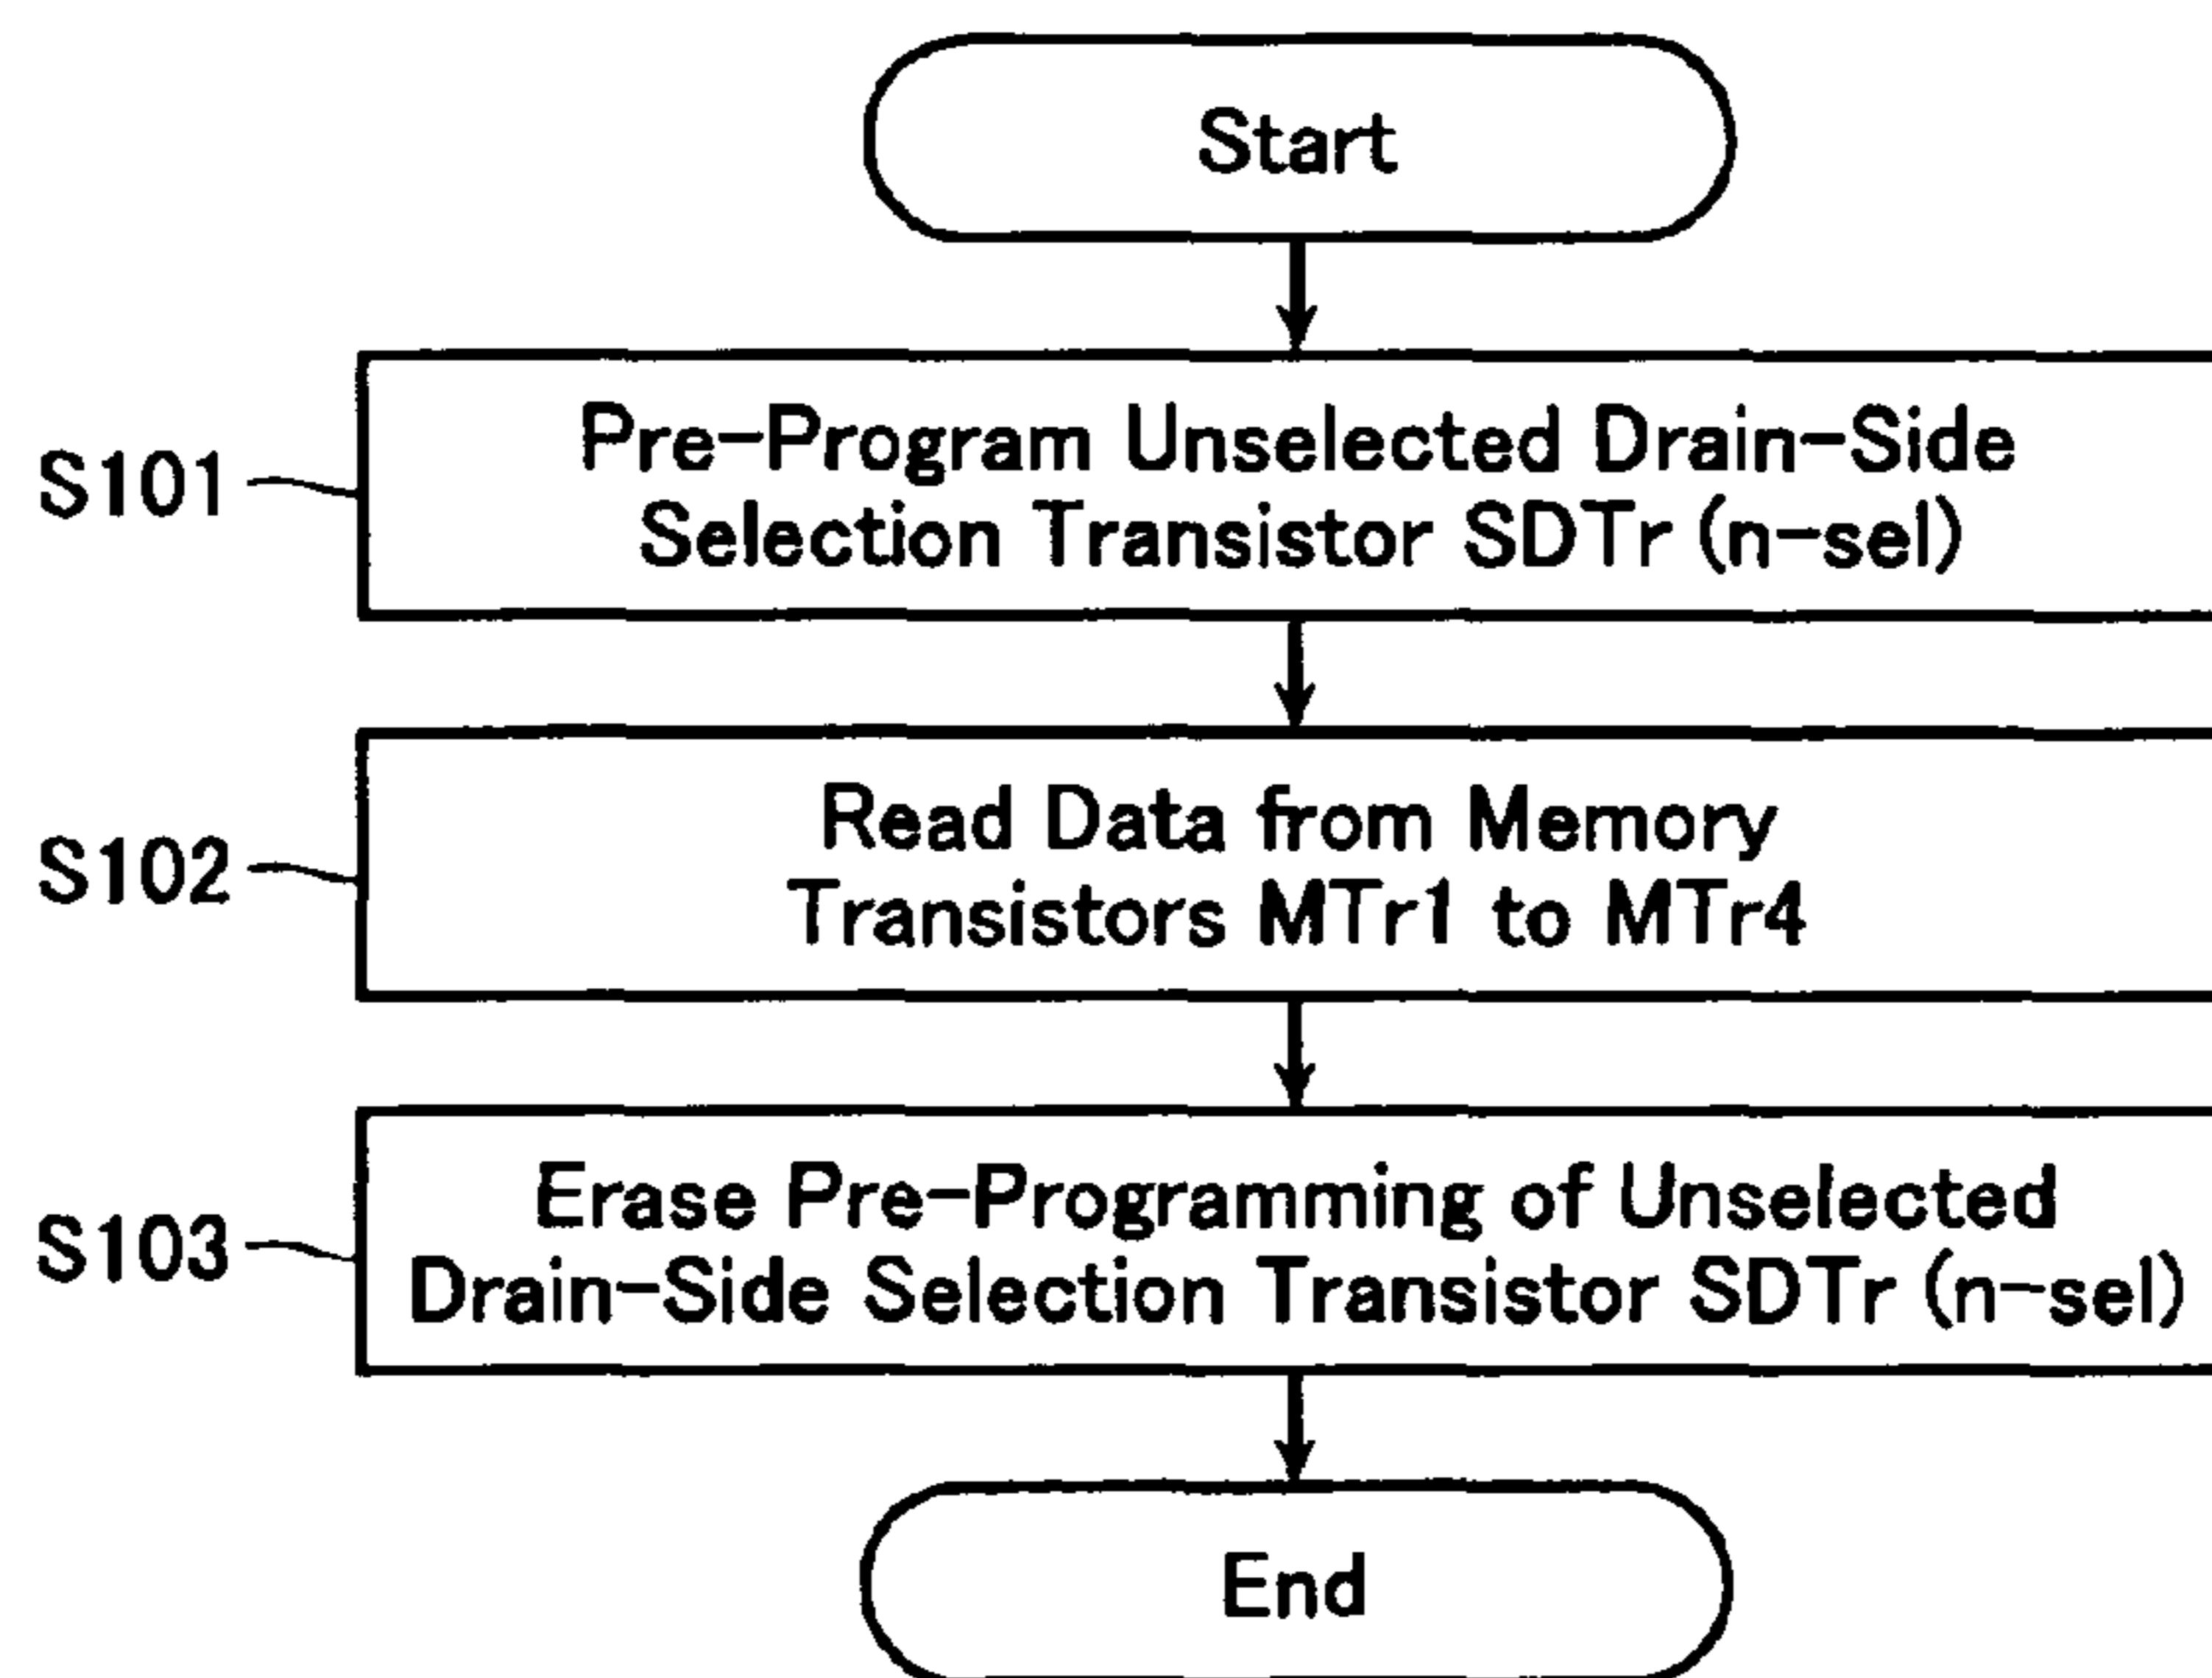 Start
S101
Pre-Program Unselected Drain-Side
Selection Transistor SDTr (n-sel)
S102
Read Data from Memory
Transistors MTr1 to MTr4
S103
Erase Pre-Programming of Unselected
Drain-Side Selection Transistor SDTr (n-sel)
End